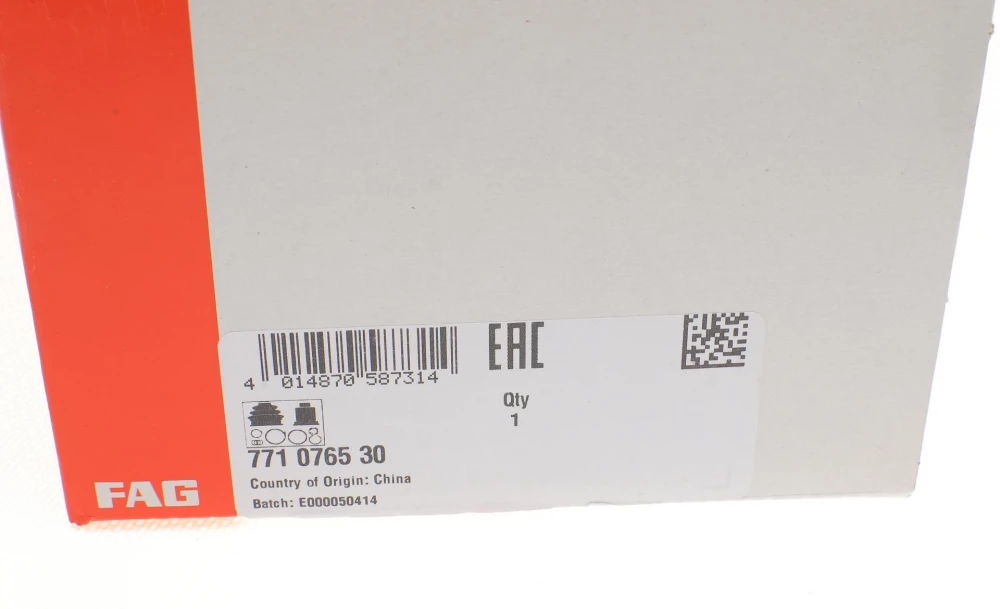 EAC
4 014870 587314
Qty
1
771 0765 30
Country of Origin: China
Batch: E000050414
FAG